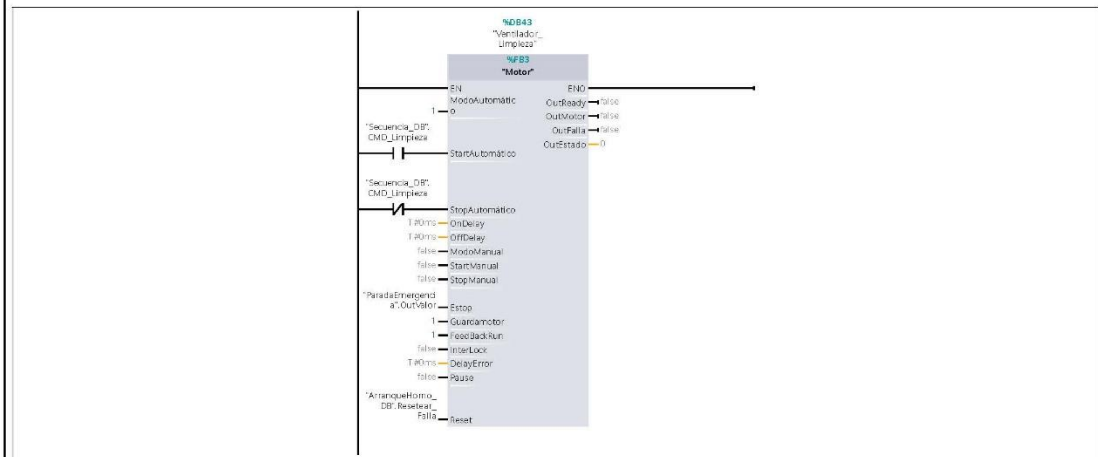 %DB43
"Ventilador_
Limpieza"
%FB3
"Motor"
EN
ENO
ModoAutomátic
o
1
OutReady
false
OutMotor
false
OutFalla
false
OutEstado
0
"Secuencia_DB".
CMD_Limpieza
StartAutomático
"Secuencia_DB".
CMD_Limpieza
StopAutomático
T#0ms
OnDelay
T#0ms
OffDelay
false
ModoManual
false
StartManual
false
StopManual
"ParadaEmergenci
a".OutValor
Estop
1
Guardamotor
1
FeedBackRun
false
InterLock
T#0ms
DelayError
false
Pause
"ArranqueHorno_
DB".Resetear_
Falla
Reset